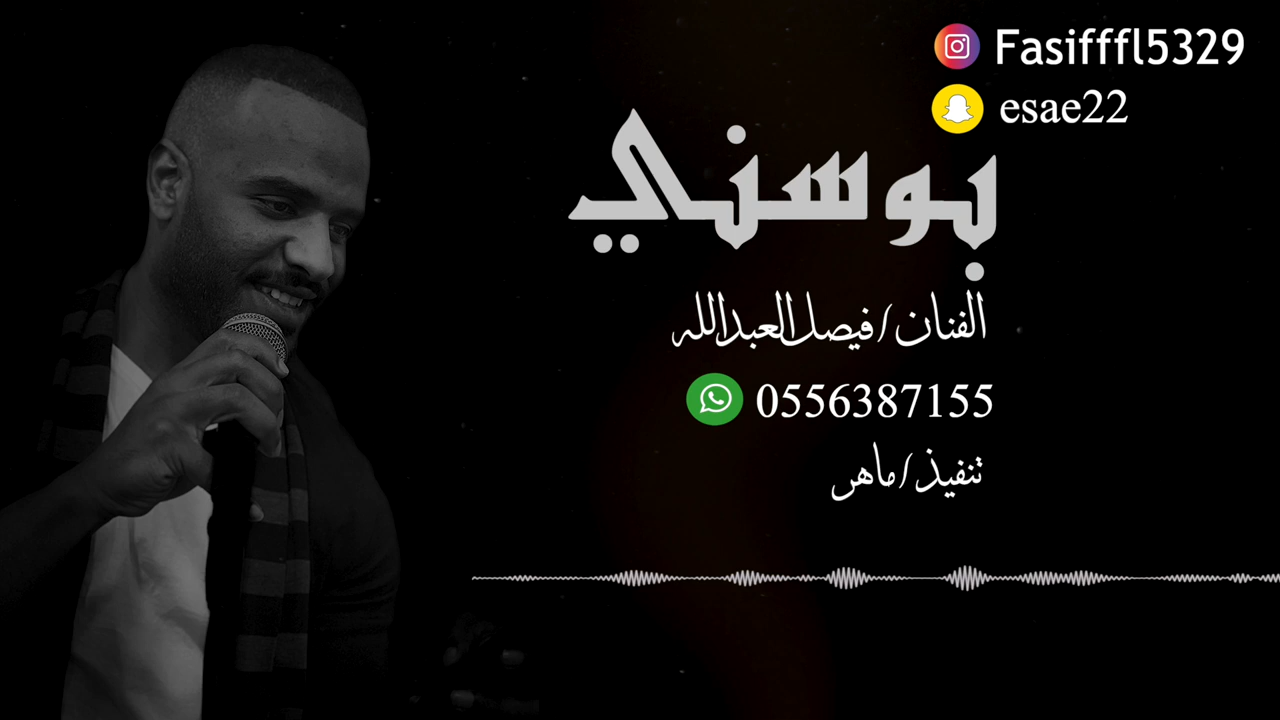 Fasifffl5329
esae22
بوسني
الفنان / فيصل العبدالله
0556387155
تنفيذ / ماهر